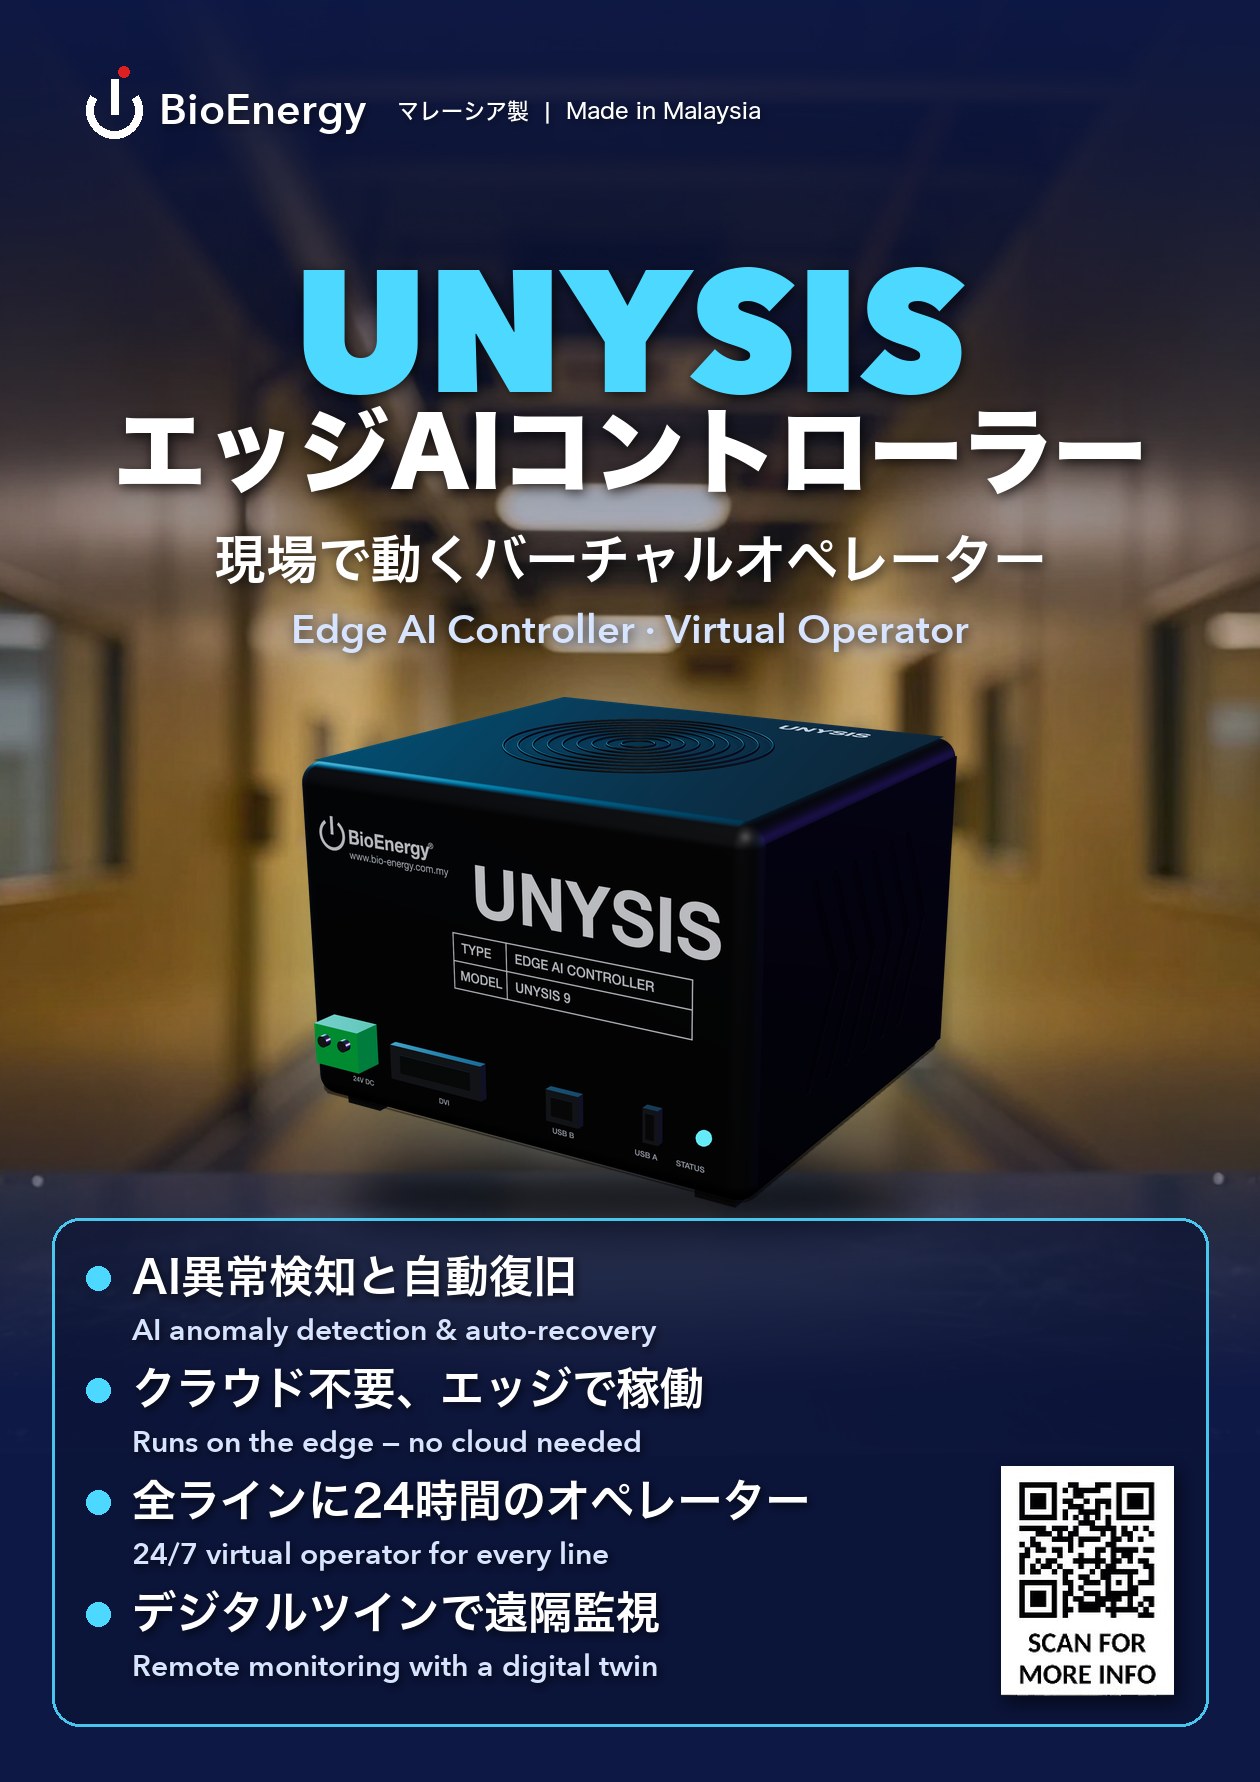 BioEnergy マレーシア製 | Made in Malaysia
UNYSIS
エッジAIコントローラー
現場で動くバーチャルオペレーター
Edge AI Controller · Virtual Operator
UNYSIS
BioEnergy®
www.bio-energy.com.my
UNYSIS
TYPE EDGE AI CONTROLLER
MODEL UNYSIS 9
24V DC
DVI
USB B
USB A
STATUS
AI異常検知と自動復旧
AI anomaly detection & auto-recovery
クラウド不要、エッジで稼働
Runs on the edge – no cloud needed
全ラインに24時間のオペレーター
24/7 virtual operator for every line
デジタルツインで遠隔監視
Remote monitoring with a digital twin
SCAN FOR
MORE INFO